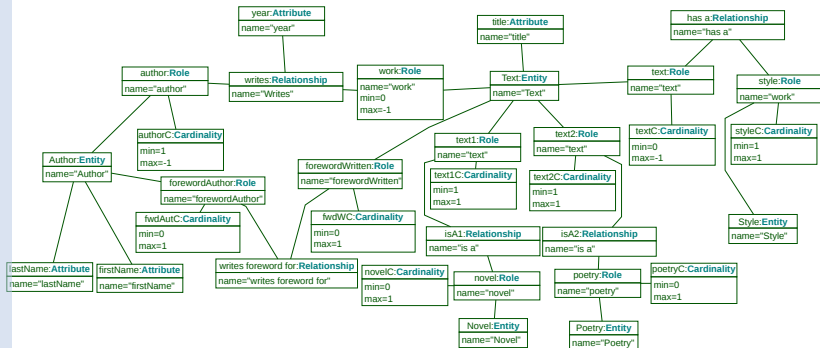 year:Attribute
name="year"
title:Attribute
name="title"
has a:Relationship
name="has a"
author:Role
name="author"
writes:Relationship
name="Writes"
work:Role
name="work"
min=0
max=-1
Text:Entity
name="Text"
text:Role
name="text"
style:Role
name="work"
authorC:Cardinality
min=1
max=-1
text1:Role
name="text"
text2:Role
name="text"
textC:Cardinality
min=0
max=-1
styleC:Cardinality
min=1
max=1
Author:Entity
name="Author"
forewordWritten:Role
name="forewordWritten"
text1C:Cardinality
min=1
max=1
text2C:Cardinality
min=1
max=1
forewordAuthor:Role
name="forewordAuthor"
fwdAutC:Cardinality
min=0
max=1
fwdWC:Cardinality
min=0
max=1
Style:Entity
name="Style"
isA1:Relationship
name="is a"
isA2:Relationship
name="is a"
lastName:Attribute
name="lastName"
firstName:Attribute
name="firstName"
writes foreword for:Relationship
name="writes foreword for"
novelC:Cardinality
min=0
max=1
novel:Role
name="novel"
poetry:Role
name="poetry"
poetryC:Cardinality
min=0
max=1
Novel:Entity
name="Novel"
Poetry:Entity
name="Poetry"